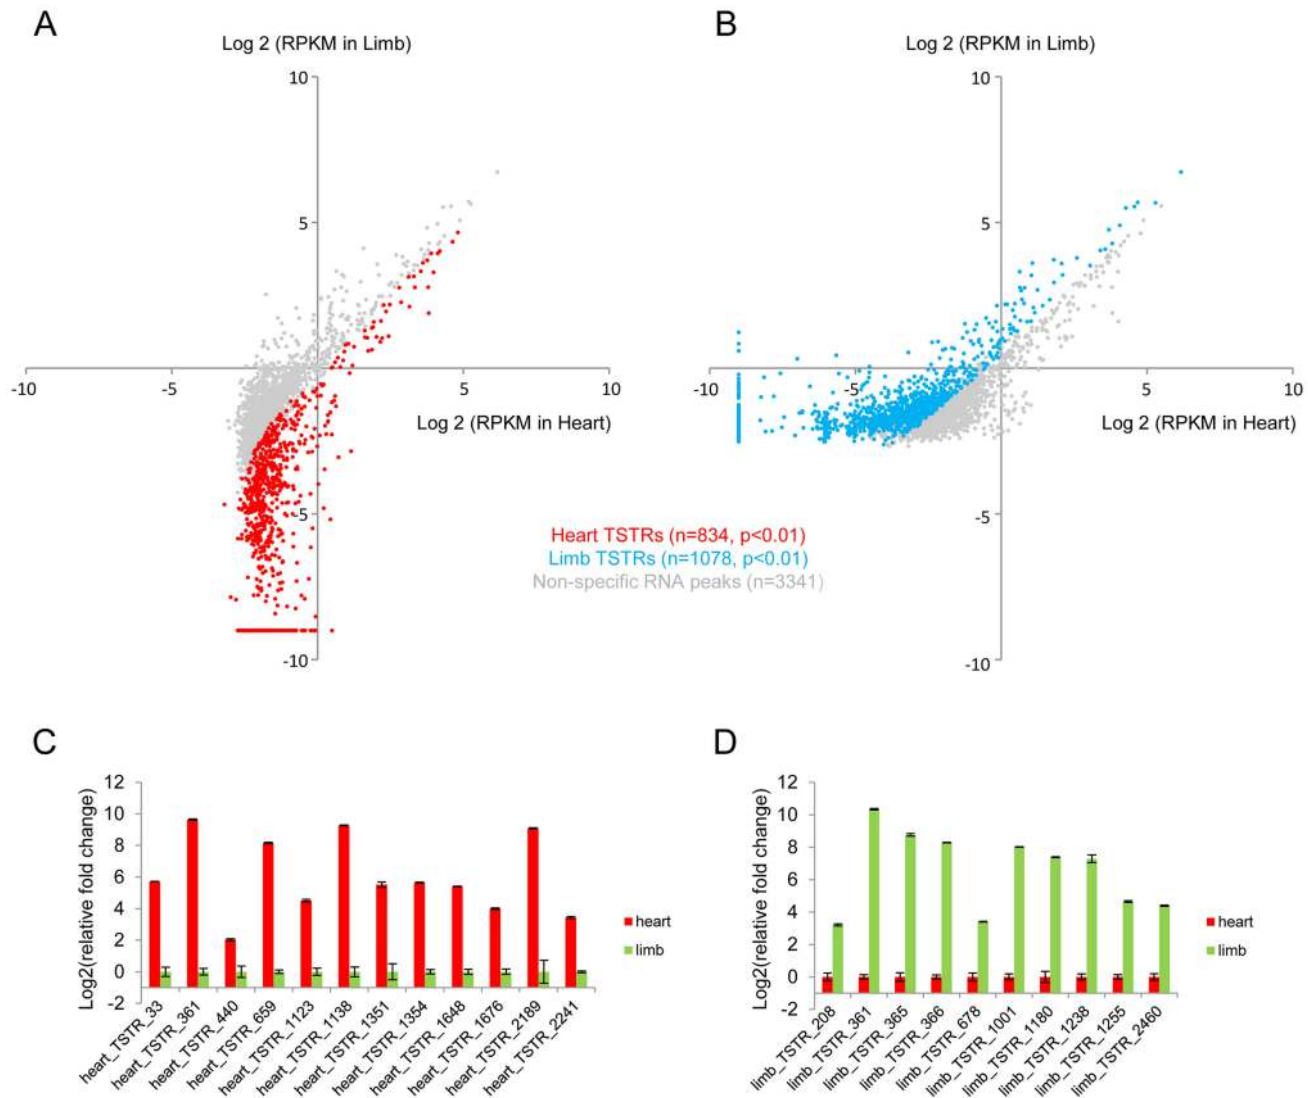 A
B
Log 2 (RPKM in Limb)
Log 2 (RPKM in Limb)
10
10
5
5
-10
-5
0
5
10
-10
-5
0
5
10
Log 2 (RPKM in Heart)
Log 2 (RPKM in Heart)
-5
-5
Heart TSTRs (n=834, p<0.01)
Limb TSTRs (n=1078, p<0.01)
Non-specific RNA peaks (n=3341)
-10
-10
C
D
Log2(relative fold change)
12
10
8
6
4
2
0
-2
heart
limb
heart_TSTR_33
heart_TSTR_361
heart_TSTR_440
heart_TSTR_659
heart_TSTR_1123
heart_TSTR_1138
heart_TSTR_1351
heart_TSTR_1354
heart_TSTR_1648
heart_TSTR_1676
heart_TSTR_2189
heart_TSTR_2241
Log2(relative fold change)
12
10
8
6
4
2
0
-2
heart
limb
limb_TSTR_208
limb_TSTR_361
limb_TSTR_365
limb_TSTR_366
limb_TSTR_678
limb_TSTR_1001
limb_TSTR_1180
limb_TSTR_1238
limb_TSTR_1255
limb_TSTR_2460